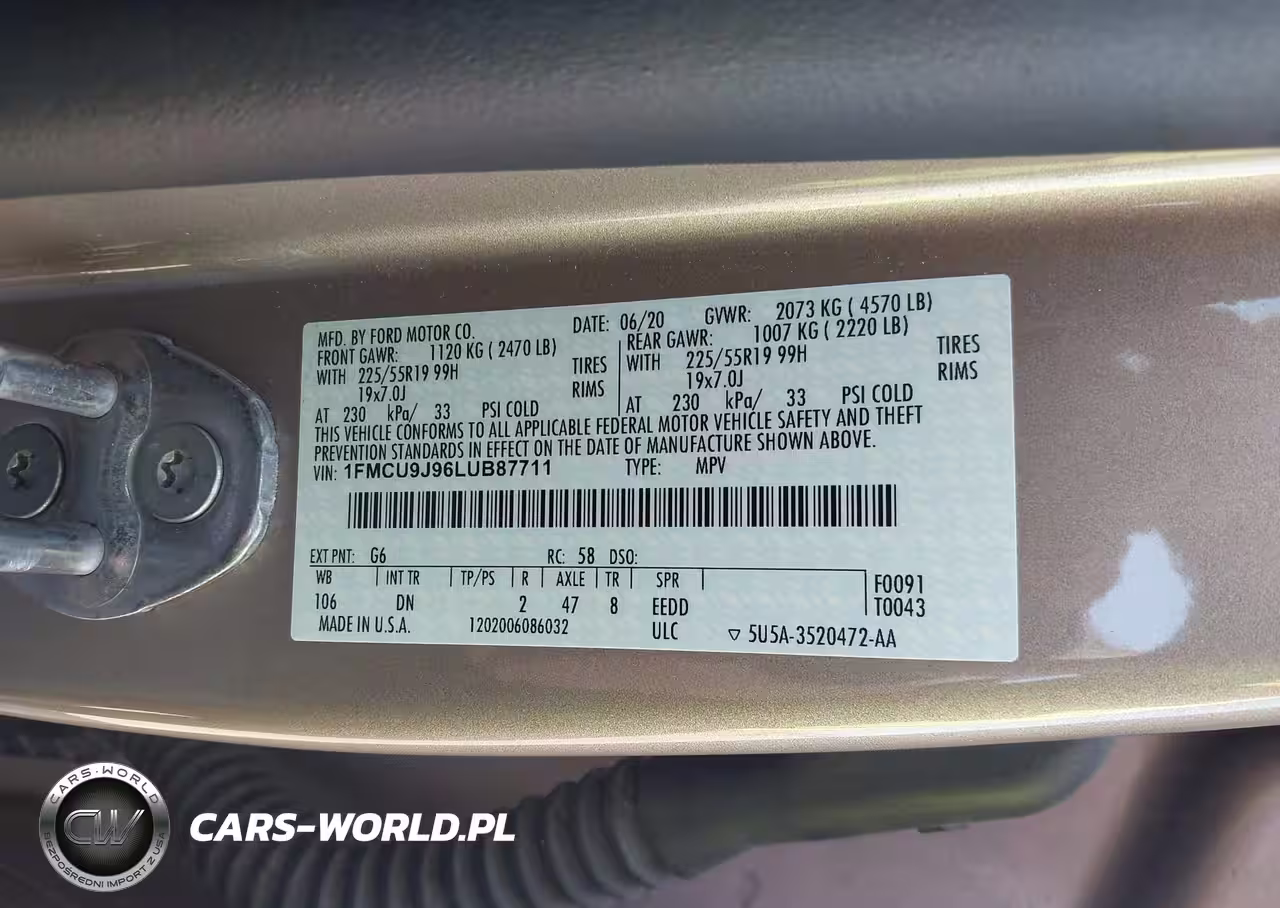 MFD. BY FORD MOTOR CO. DATE: 06/20 GVWR: 2073 KG ( 4570 LB)
FRONT GAWR: 1120 KG ( 2470 LB) REAR GAWR: 1007 KG ( 2220 LB)
WITH 225/55R19 99H TIRES WITH 225/55R19 99H TIRES
19x7.0J RIMS 19x7.0J RIMS
AT 230 kPa/ 33 PSI COLD AT 230 kPa/ 33 PSI COLD
THIS VEHICLE CONFORMS TO ALL APPLICABLE FEDERAL MOTOR VEHICLE SAFETY AND THEFT
PREVENTION STANDARDS IN EFFECT ON THE DATE OF MANUFACTURE SHOWN ABOVE.
VIN: 1FMCU9J96LUB87711 TYPE: MPV
EXT PNT: G6 RC: 58 DSO:
WB INT TR TP/PS R AXLE TR SPR F0091
106 DN 2 47 8 EEDD T0043
MADE IN U.S.A. 1202006086032 ULC ▽ 5U5A-3520472-AA
CARS-WORLD
CW
BEZPOŚREDNI IMPORT Z USA
CARS-WORLD.PL